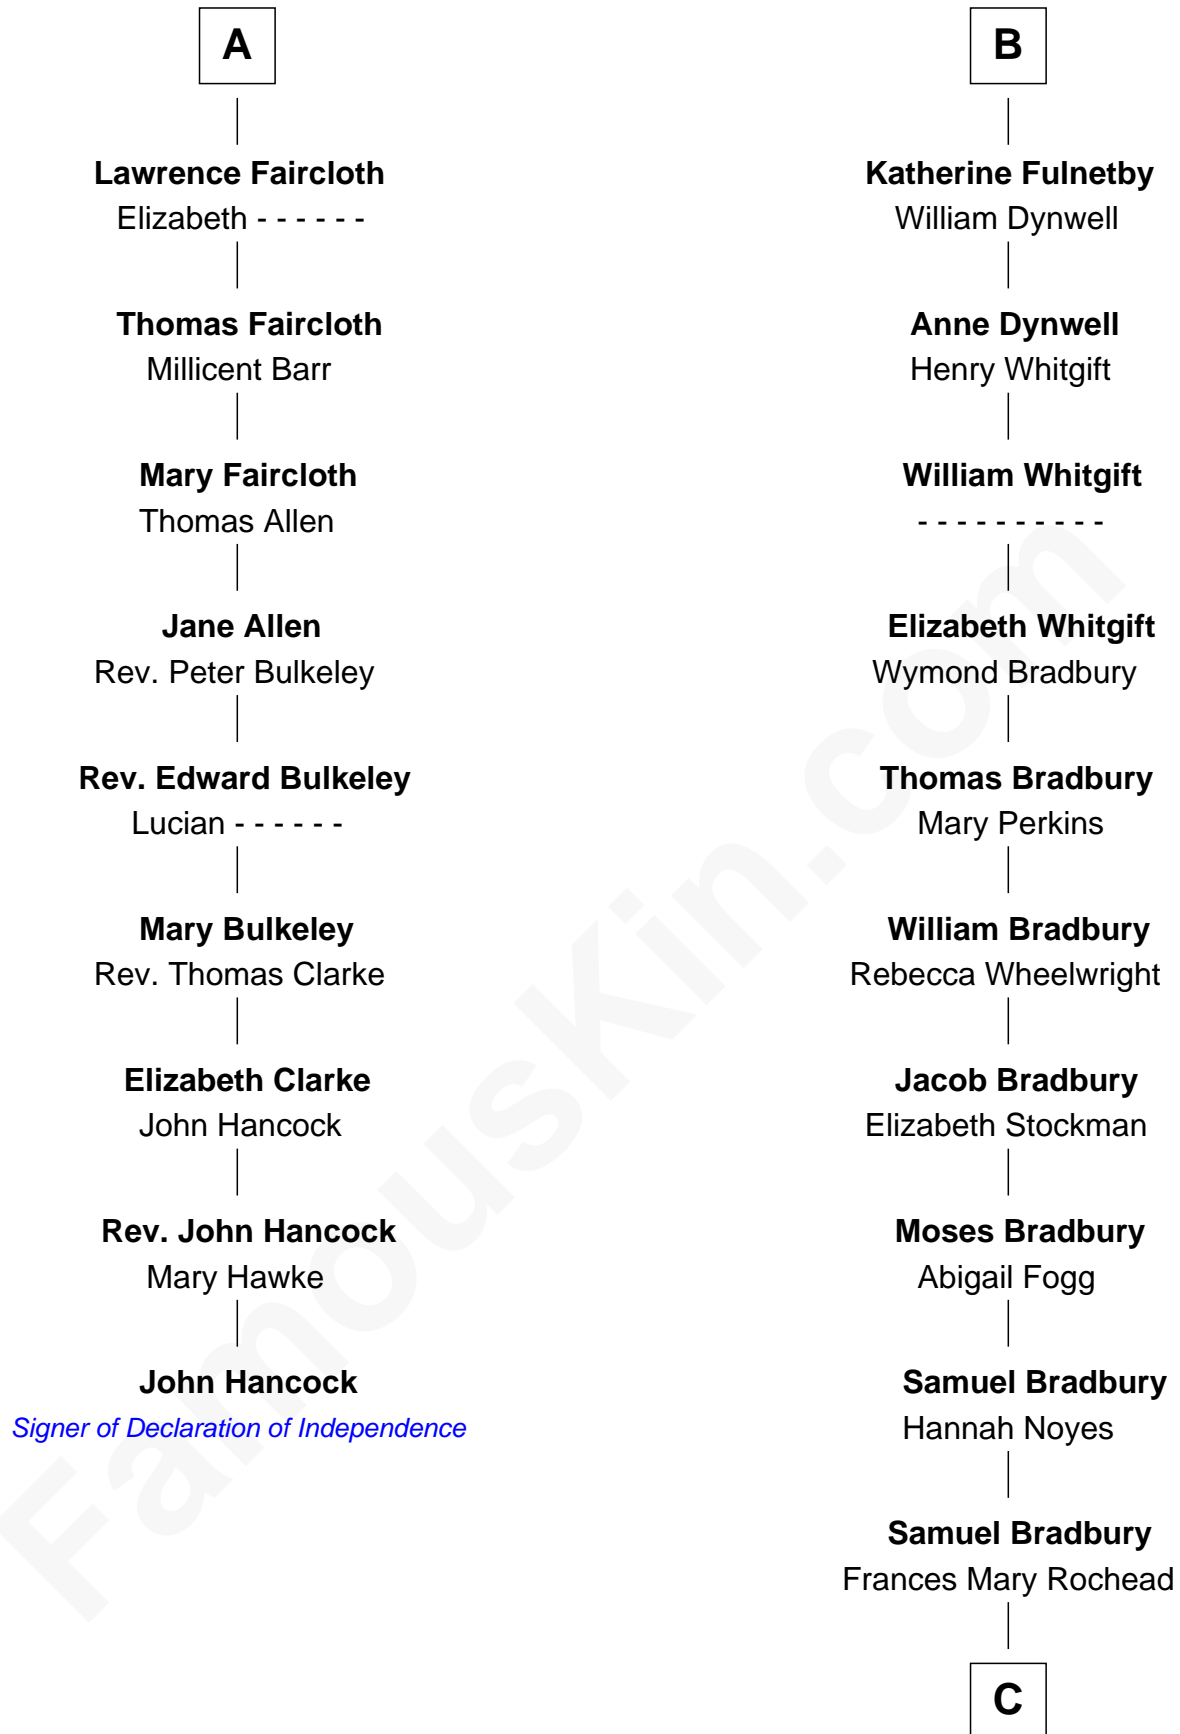 A
Lawrence Faircloth
Elizabeth - - - - - -
Thomas Faircloth
Millicent Barr
Mary Faircloth
Thomas Allen
Jane Allen
Rev. Peter Bulkeley
Rev. Edward Bulkeley
Lucian - - - - - -
Mary Bulkeley
Rev. Thomas Clarke
Elizabeth Clarke
John Hancock
Rev. John Hancock
Mary Hawke
John Hancock
Signer of Declaration of Independence
B
Katherine Fulnetby
William Dynwell
Anne Dynwell
Henry Whitgift
William Whitgift
- - - - - - - - - -
Elizabeth Whitgift
Wymond Bradbury
Thomas Bradbury
Mary Perkins
William Bradbury
Rebecca Wheelwright
Jacob Bradbury
Elizabeth Stockman
Moses Bradbury
Abigail Fogg
Samuel Bradbury
Hannah Noyes
Samuel Bradbury
Frances Mary Rochead
C
FamousKin.com